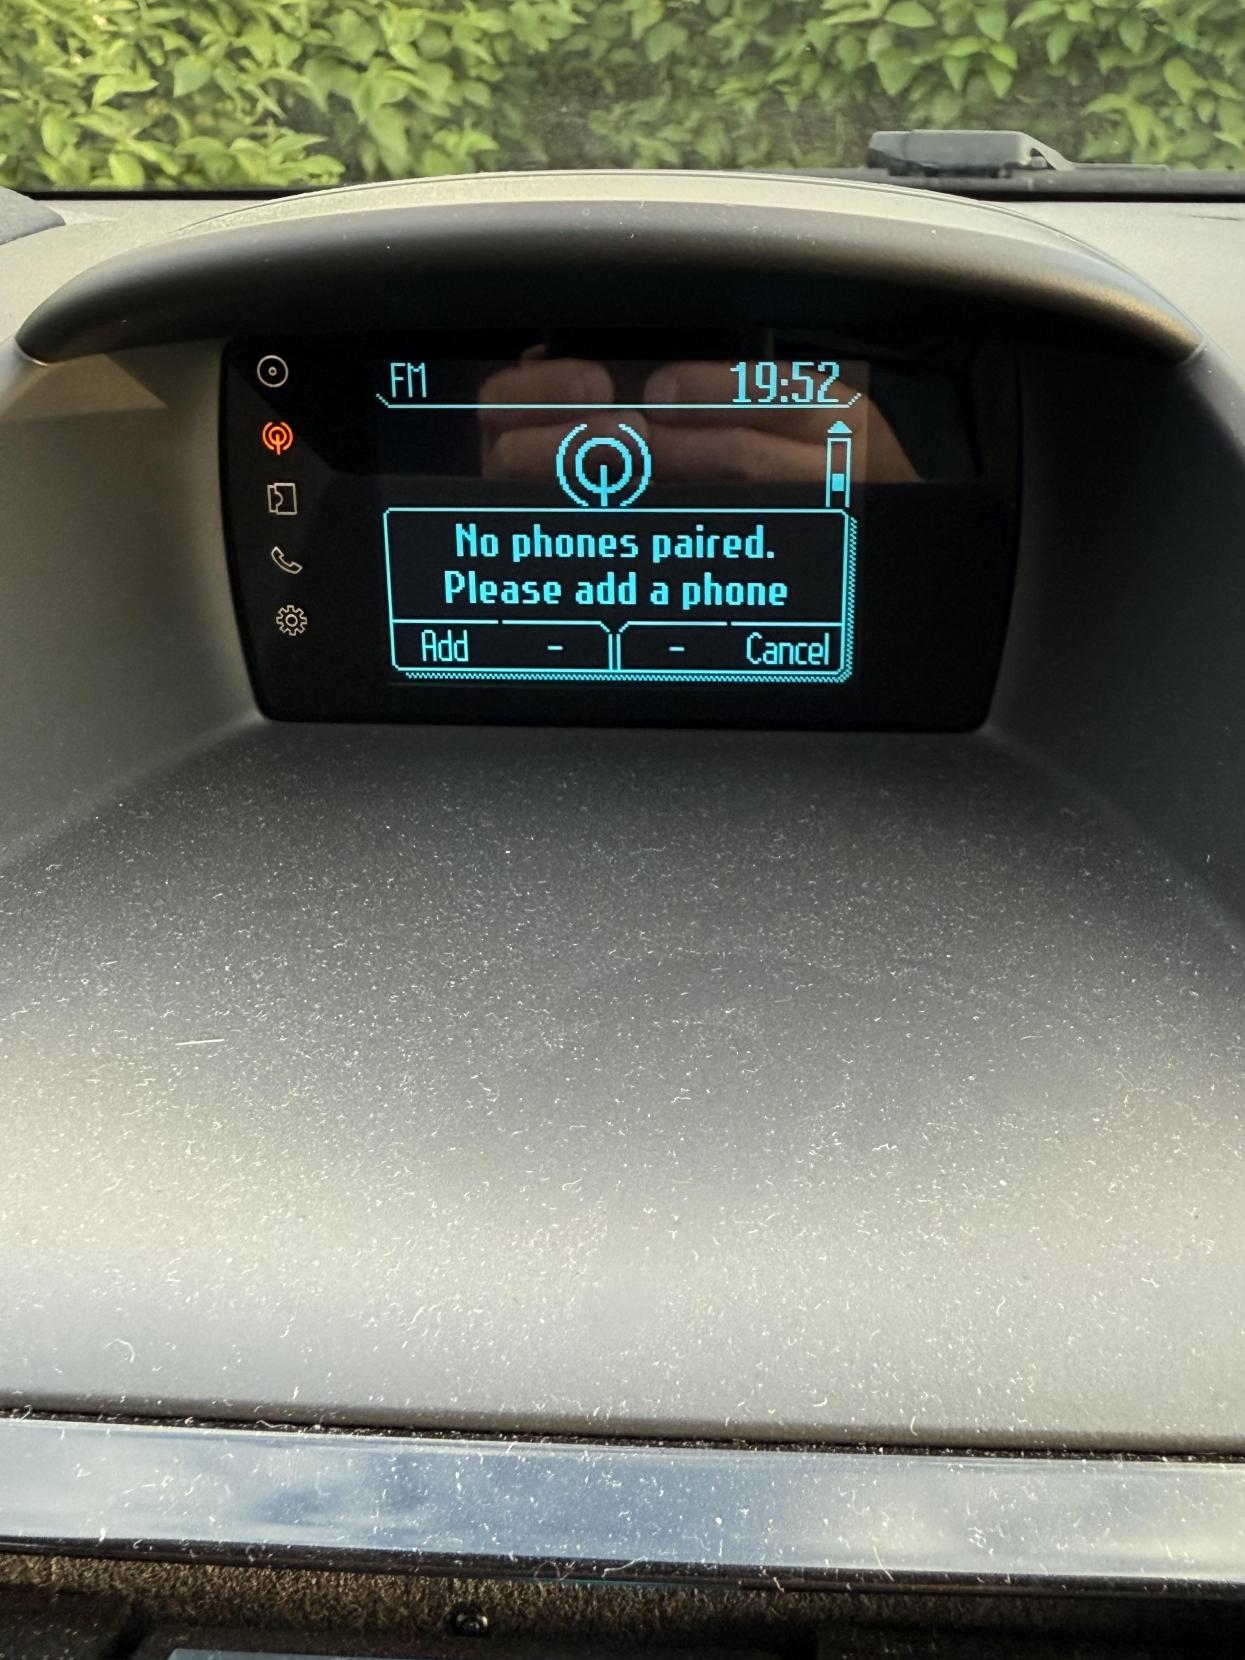 FM 19:52
No phones paired.
Please add a phone
Add - - Cancel